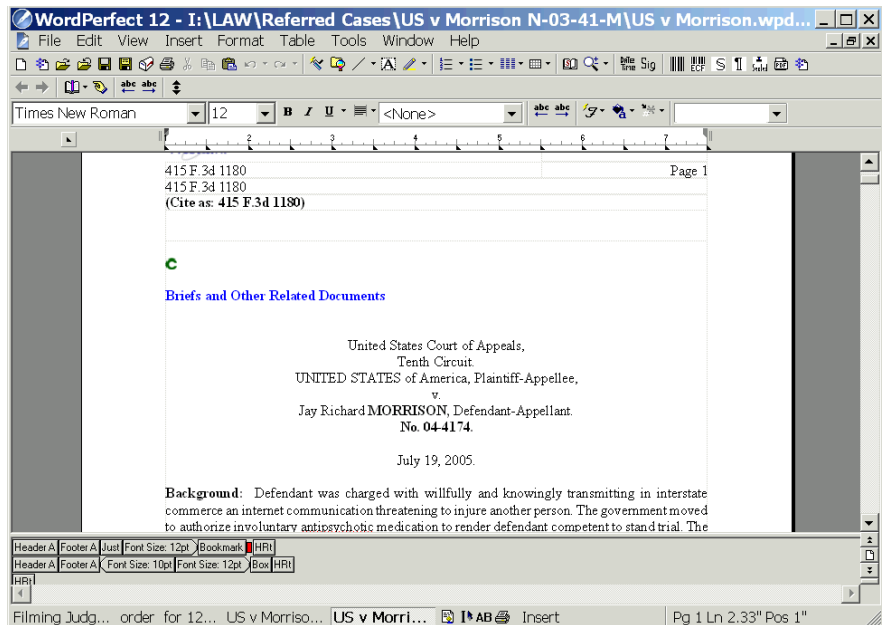 WordPerfect 12 - I:\LAW\Referred Cases\US v Morrison N-03-41-M\US v Morrison.wpd...
File Edit View Insert Format Table Tools Window Help
Times New Roman 12 B I U <None>
2 3 4 5 6 7
415 F.3d 1180 Page 1
415 F.3d 1180
(Cite as: 415 F.3d 1180)
C
Briefs and Other Related Documents
United States Court of Appeals,
Tenth Circuit.
UNITED STATES of America, Plaintiff-Appellee,
v.
Jay Richard MORRISON, Defendant-Appellant.
No. 04-4174.
July 19, 2005.
Background: Defendant was charged with willfully and knowingly transmitting in interstate
commerce an internet communication threatening to injure another person. The government moved
to authorize involuntary antipsychotic medication to render defendant competent to stand trial. The
Header A Footer A Just Font Size: 12pt Bookmark HRt
Header A Footer A Font Size: 10pt Font Size: 12pt Box HRt
HRt
Filming Judg... order for 12... US v Morriso... US v Morri... AB Insert Pg 1 Ln 2.33" Pos 1"